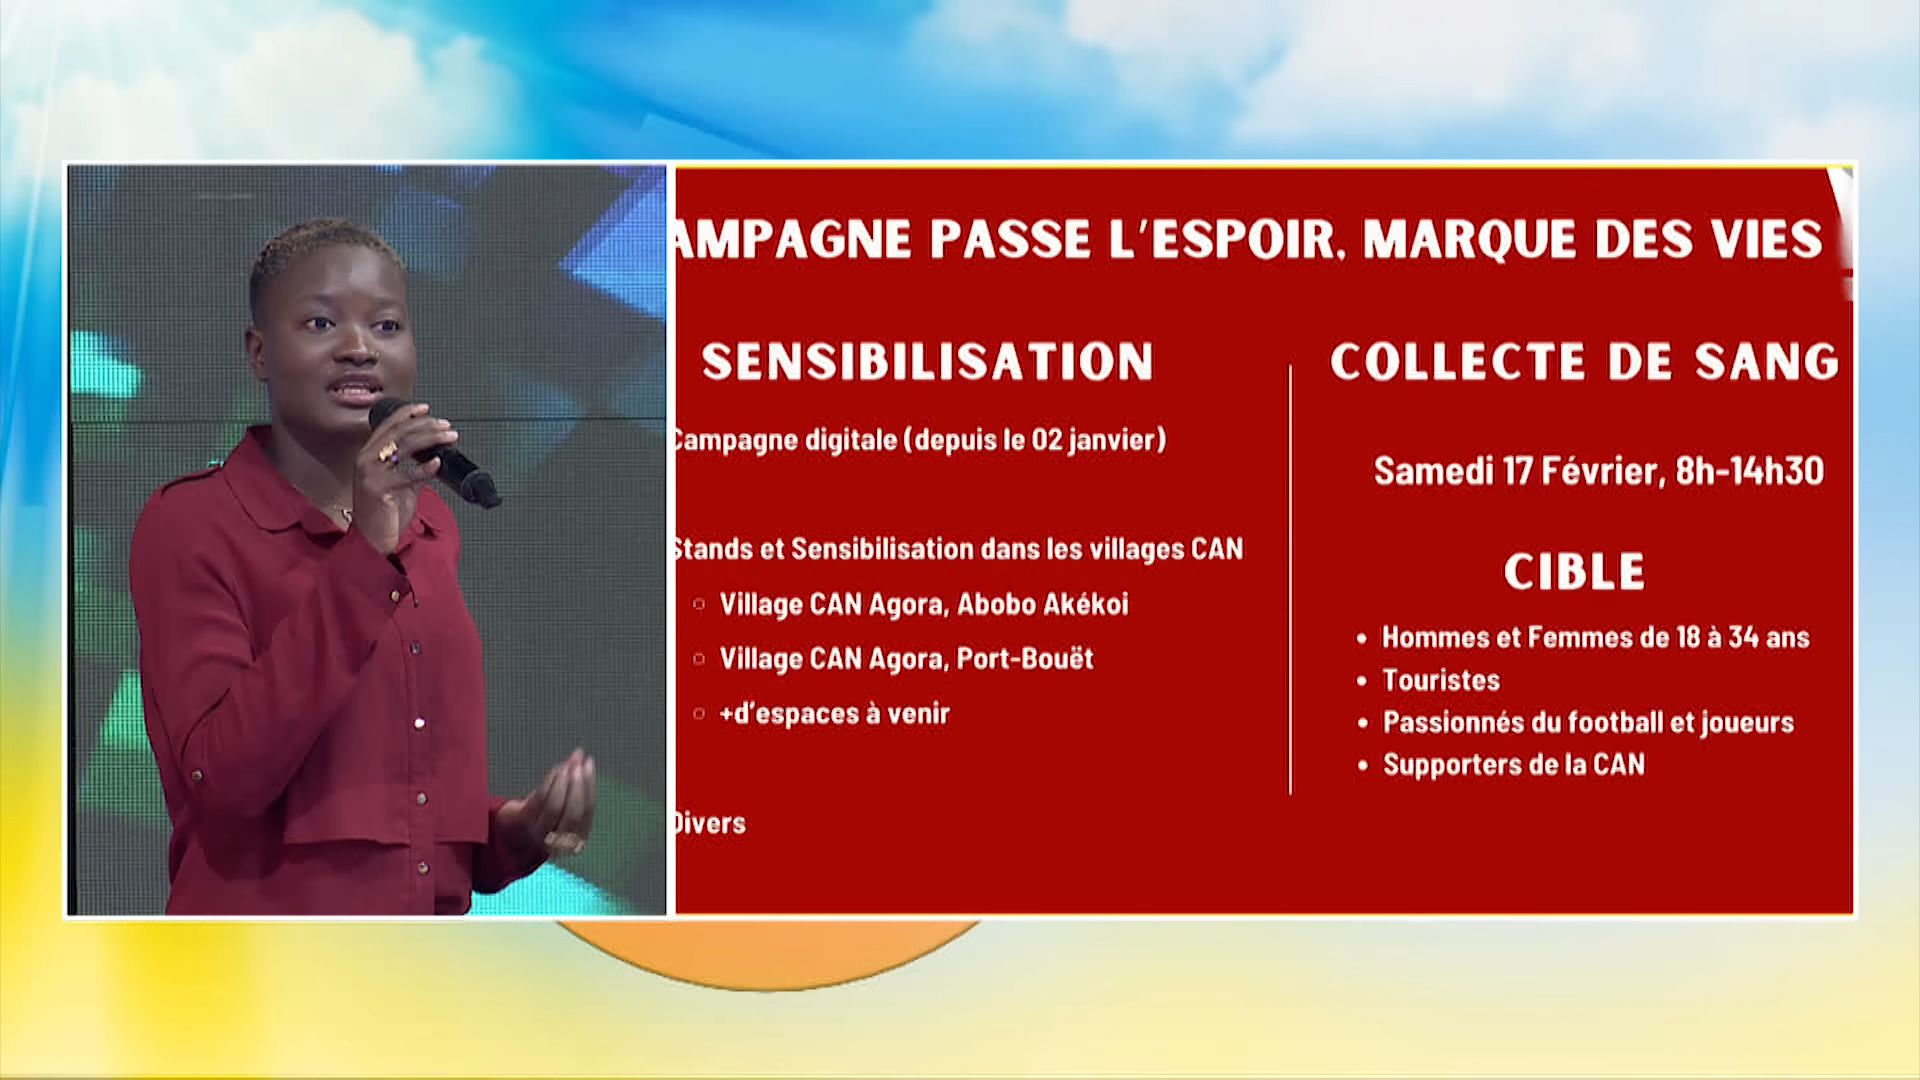 AMPAGNE PASSE L'ESPOIR, MARQUE DES VIES
SENSIBILISATION
Campagne digitale (depuis le 02 janvier)
Stands et Sensibilisation dans les villages CAN
Village CAN Agora, Abobo Akékoi
Village CAN Agora, Port-Bouët
+d'espaces à venir
Divers
COLLECTE DE SANG
Samedi 17 Février, 8h-14h30
CIBLE
• Hommes et Femmes de 18 à 34 ans
• Touristes
• Passionnés du football et joueurs
• Supporters de la CAN